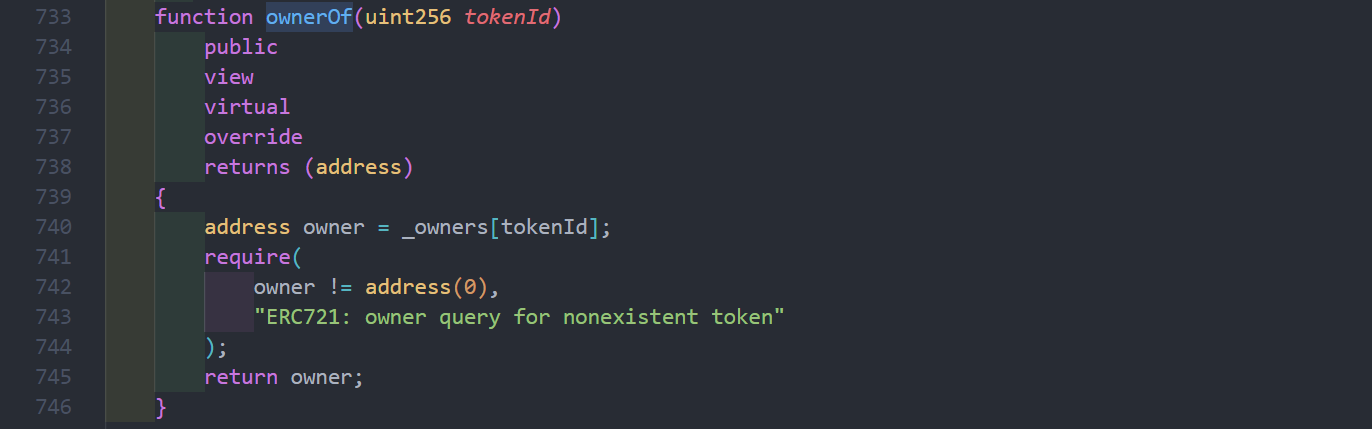 733 function ownerOf(uint256 tokenId)
734 public
735 view
736 virtual
737 override
738 returns (address)
739 {
740 address owner = _owners[tokenId];
741 require(
742 owner != address(0),
743 "ERC721: owner query for nonexistent token"
744 );
745 return owner;
746 }